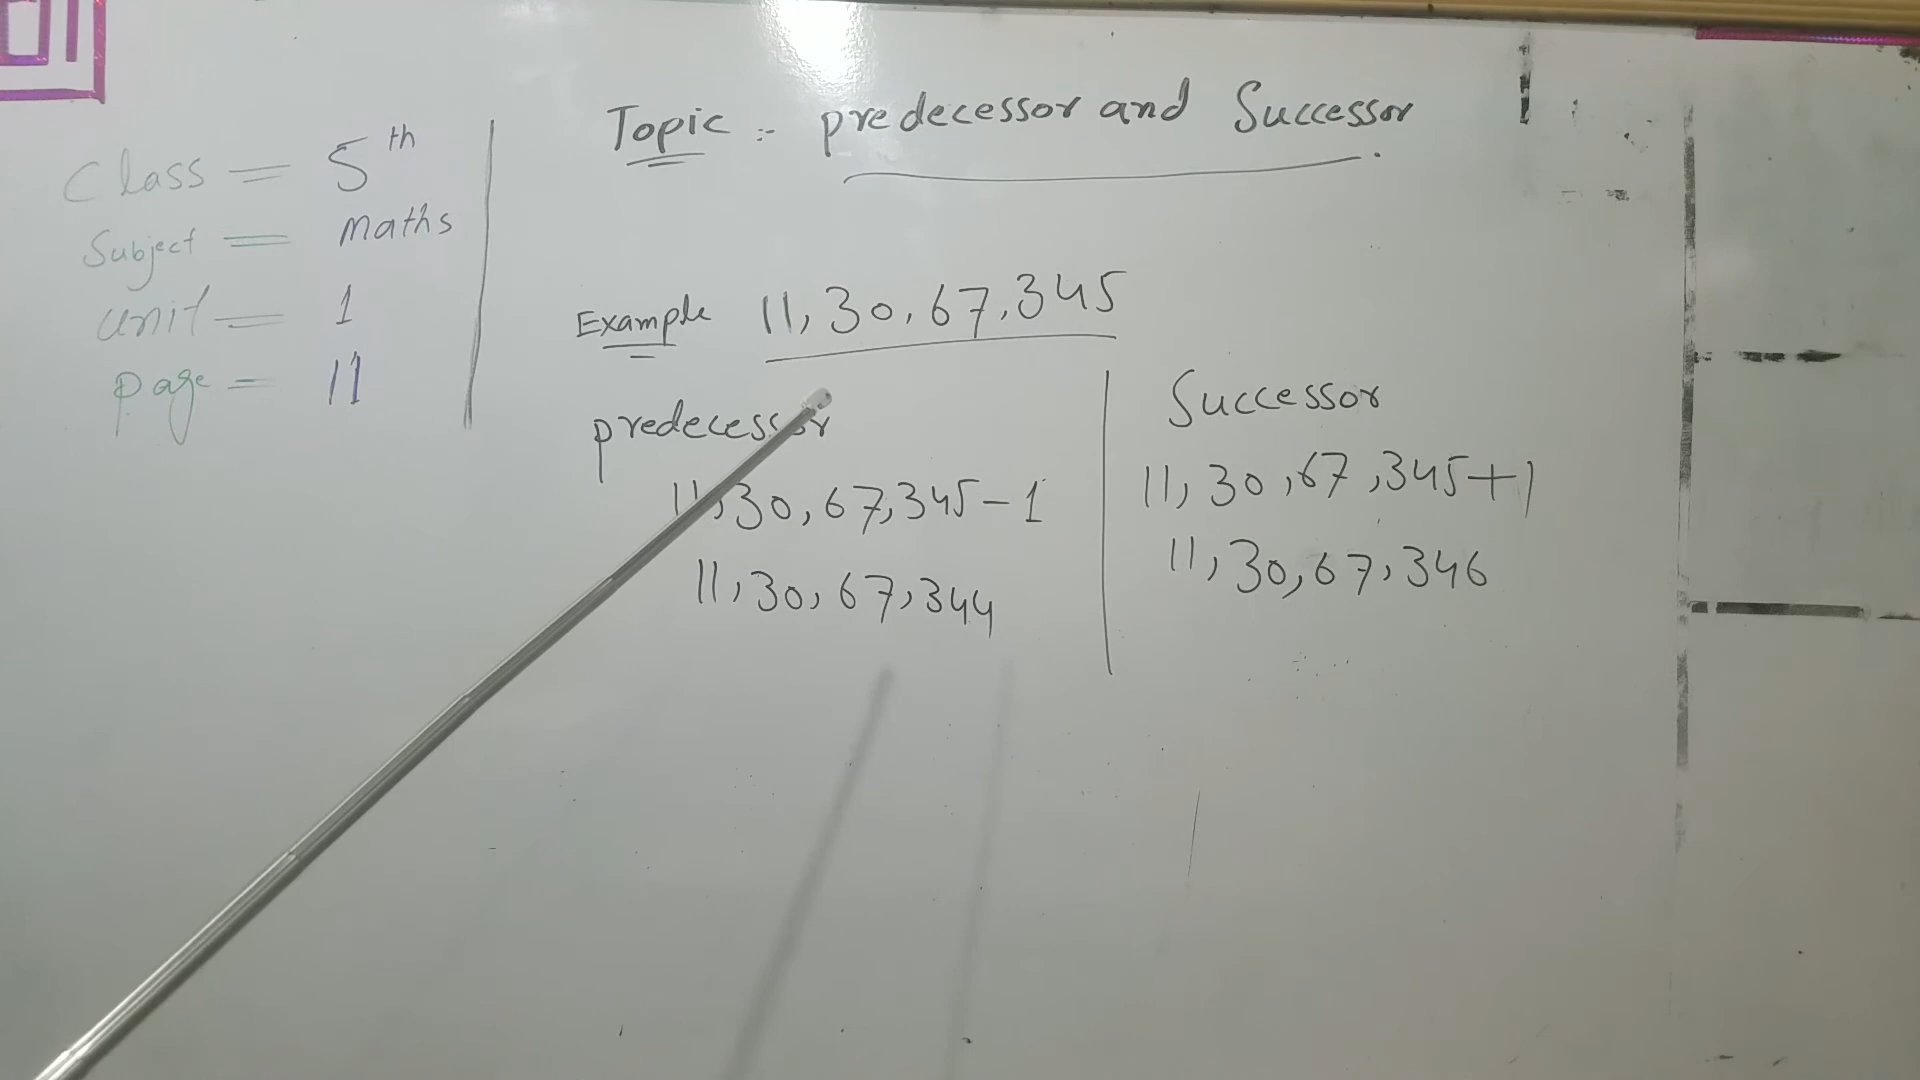 Class = 5th
Subject = maths
unit = 1
page = 11
Topic :- predecessor and Successor
Example 11,30,67,345
predecessor
11,30,67,345-1
11,30,67,344
Successor
11,30,67,345+1
11,30,67,346